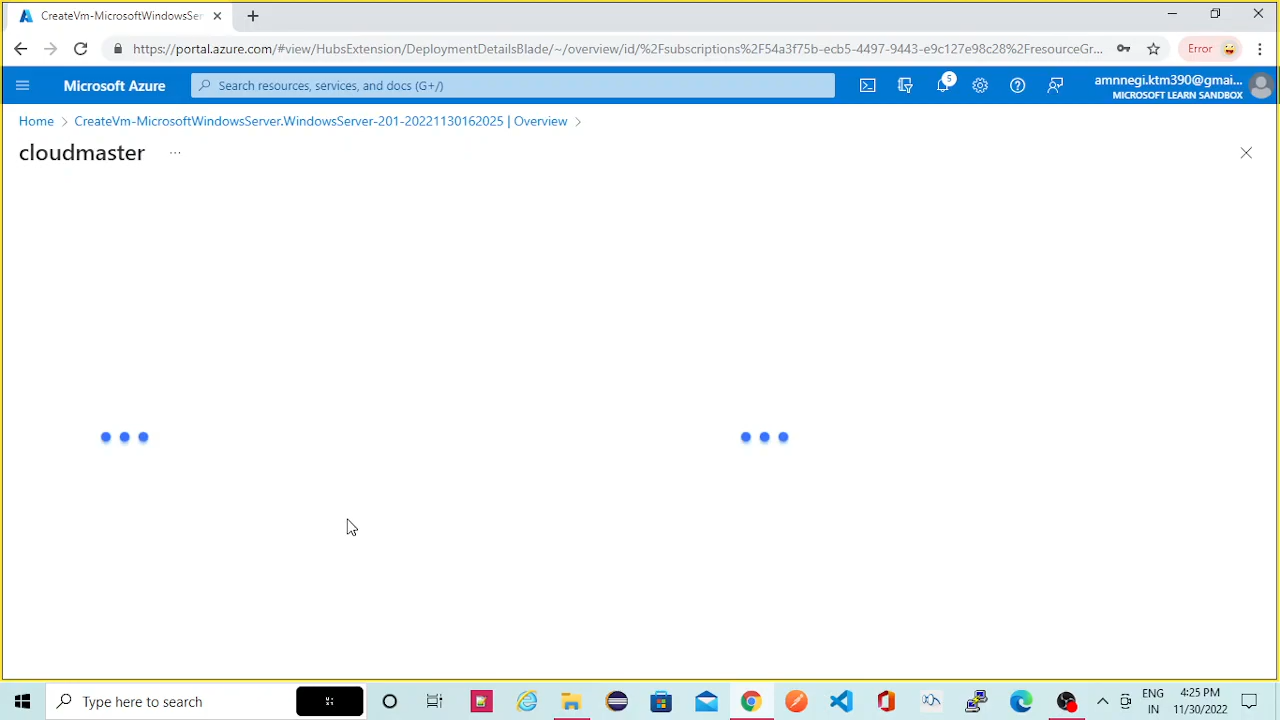 CreateVm-MicrosoftWindowsSer
https://portal.azure.com/#view/HubsExtension/DeploymentDetailsBlade/~/overview/id/%2Fsubscriptions%2F54a3f75b-ecb5-4497-9443-e9c127e98c28%2FresourceGr...
Error
Microsoft Azure
Search resources, services, and docs (G+/)
5
amnnegi.ktm390@gmai...
MICROSOFT LEARN SANDBOX
Home > CreateVm-MicrosoftWindowsServer.WindowsServer-201-20221130162025 | Overview >
cloudmaster ...
Type here to search
ENG
IN
4:25 PM
11/30/2022